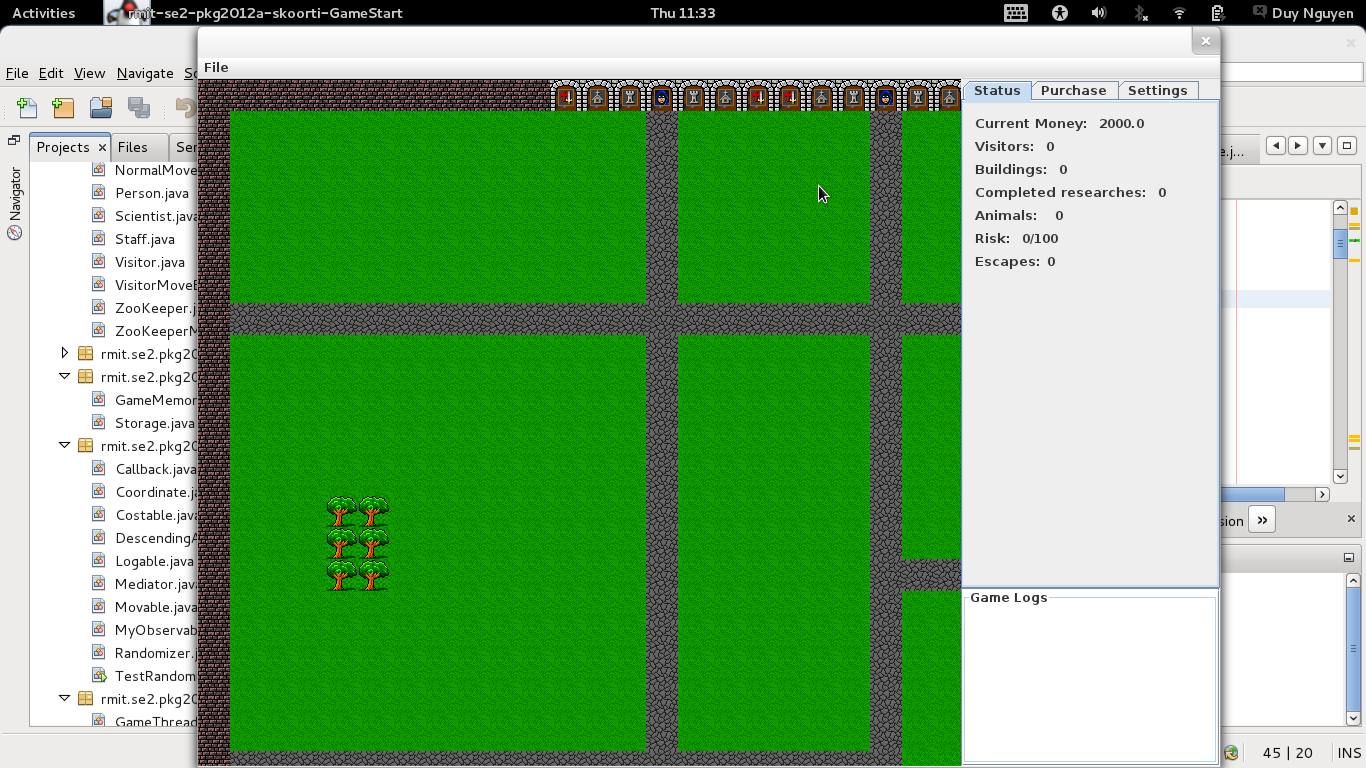 Activities
rmit-se2-pkg2012a-skoorti-GameStart
Thu 11:33
Duy Nguyen
File Edit View Navigate
File
Projects
Files
Navigator
NormalMove
Person.java
Scientist.java
Staff.java
Visitor.java
VisitorMove
ZooKeeper.j
ZooKeeperM
rmit.se2.pkg20
rmit.se2.pkg20
GameMemor
Storage.java
rmit.se2.pkg20
Callback.java
Coordinate.j
Costable.java
DescendingA
Logable.java
Mediator.java
Movable.java
MyObservab
Randomizer.
TestRandom
rmit.se2.pkg20
GameThread
Status Purchase Settings
Current Money: 2000.0
Visitors: 0
Buildings: 0
Completed researches: 0
Animals: 0
Risk: 0/100
Escapes: 0
Game Logs
e.j...
sion
45 | 20 INS